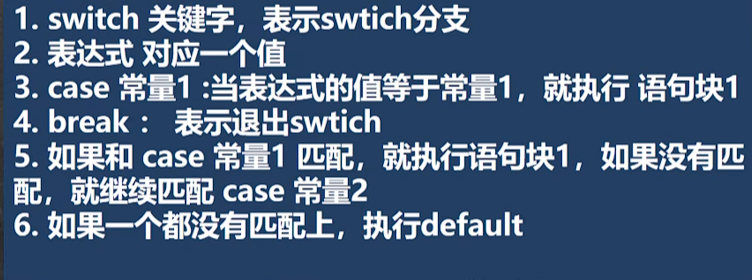 1. switch 关键字，表示swtich分支
2. 表达式 对应一个值
3. case 常量1 :当表达式的值等于常量1，就执行 语句块1
4. break ： 表示退出swtich
5. 如果和 case 常量1 匹配，就执行语句块1，如果没有匹
配，就继续匹配 case 常量2
6. 如果一个都没有匹配上，执行default